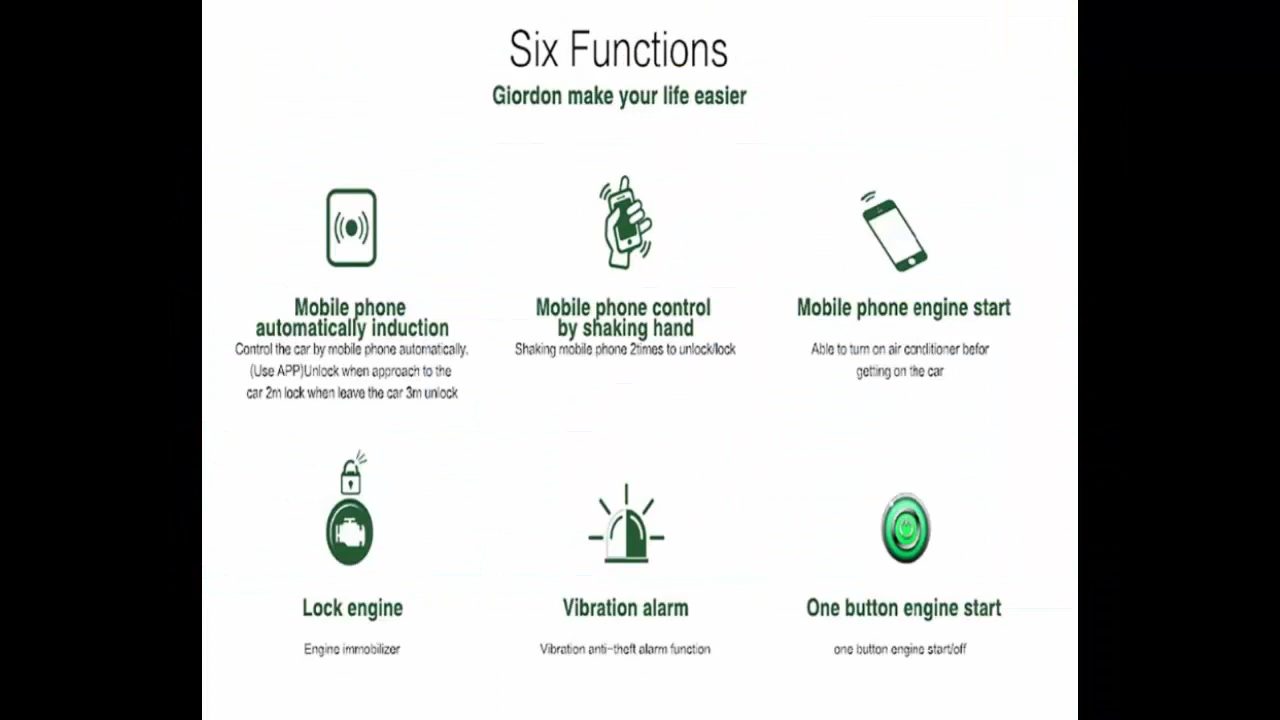 Six Functions
Giordon make your life easier
Mobile phone
automatically induction
Control the car by mobile phone automatically.
(Use APP)Unlock when approach to the
car 2m lock when leave the car 3m unlock
Mobile phone control
by shaking hand
Shaking mobile phone 2times to unlock/lock
Mobile phone engine start
Able to turn on air conditioner befor
getting on the car
Lock engine
Engine immobilizer
Vibration alarm
Vibration anti-theft alarm function
One button engine start
one button engine start/off